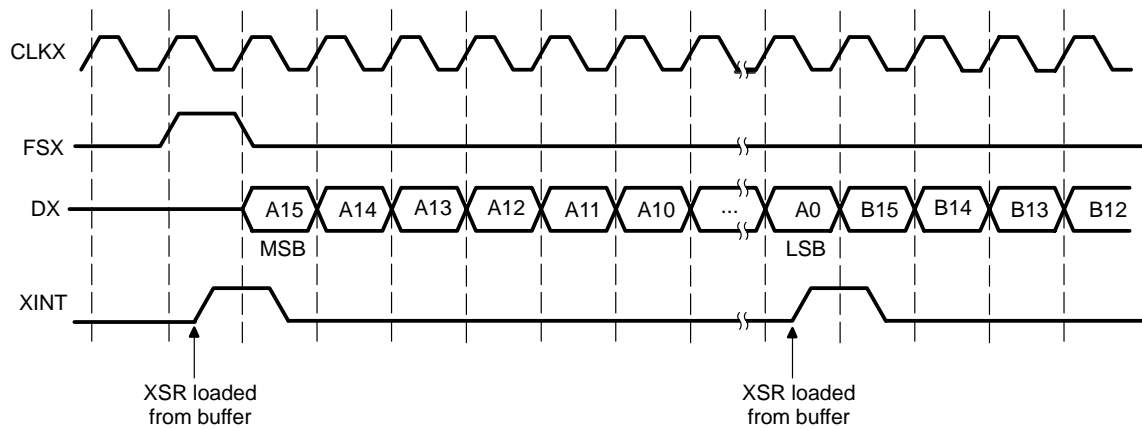 CLKX
FSX
DX
A15 A14 A13 A12 A11 A10 ... A0 B15 B14 B13 B12
MSB LSB
XINT
XSR loaded
from buffer
XSR loaded
from buffer